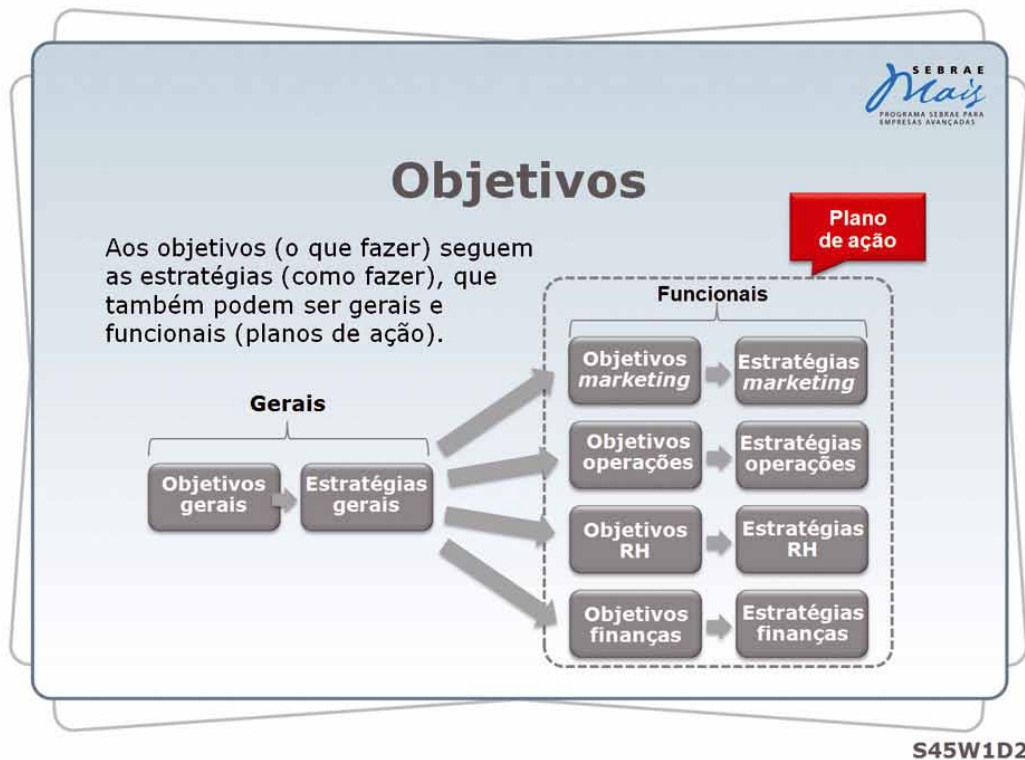 SEBRAE
Mais
PROGRAMA SEBRAE PARA
EMPRESAS AVANÇADAS
Objetivos
Plano
de ação
Aos objetivos (o que fazer) seguem
as estratégias (como fazer), que
também podem ser gerais e
funcionais (planos de ação).
Gerais
Objetivos
gerais
Estratégias
gerais
Funcionais
Objetivos
marketing
Estratégias
marketing
Objetivos
operações
Estratégias
operações
Objetivos
RH
Estratégias
RH
Objetivos
finanças
Estratégias
finanças
S45W1D2